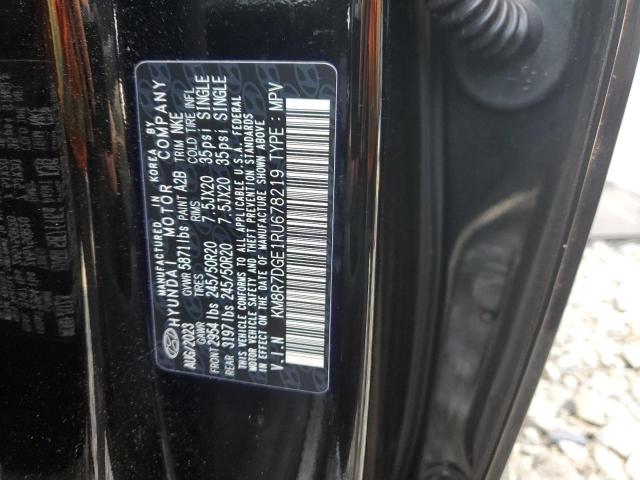 MANUFACTURED IN KOREA BY
HYUNDAI MOTOR COMPANY
AUG/2023 GVWR 5871 lbs PAINT A2B TRIM NKE
GAWR TIRES RIMS COLD TIRE INFL
FRONT 2954 lbs 245/50R20 7.5JX20 35psi SINGLE
REAR 3197 lbs 245/50R20 7.5JX20 35psi SINGLE
THIS VEHICLE CONFORMS TO ALL APPLICABLE U.S.A. FEDERAL
MOTOR VEHICLE SAFETY AND THEFT PREVENTION STANDARDS
IN EFFECT ON THE DATE OF MANUFACTURE SHOWN ABOVE
V.I.N KM8R7DGE1RU678219 TYPE : MPV